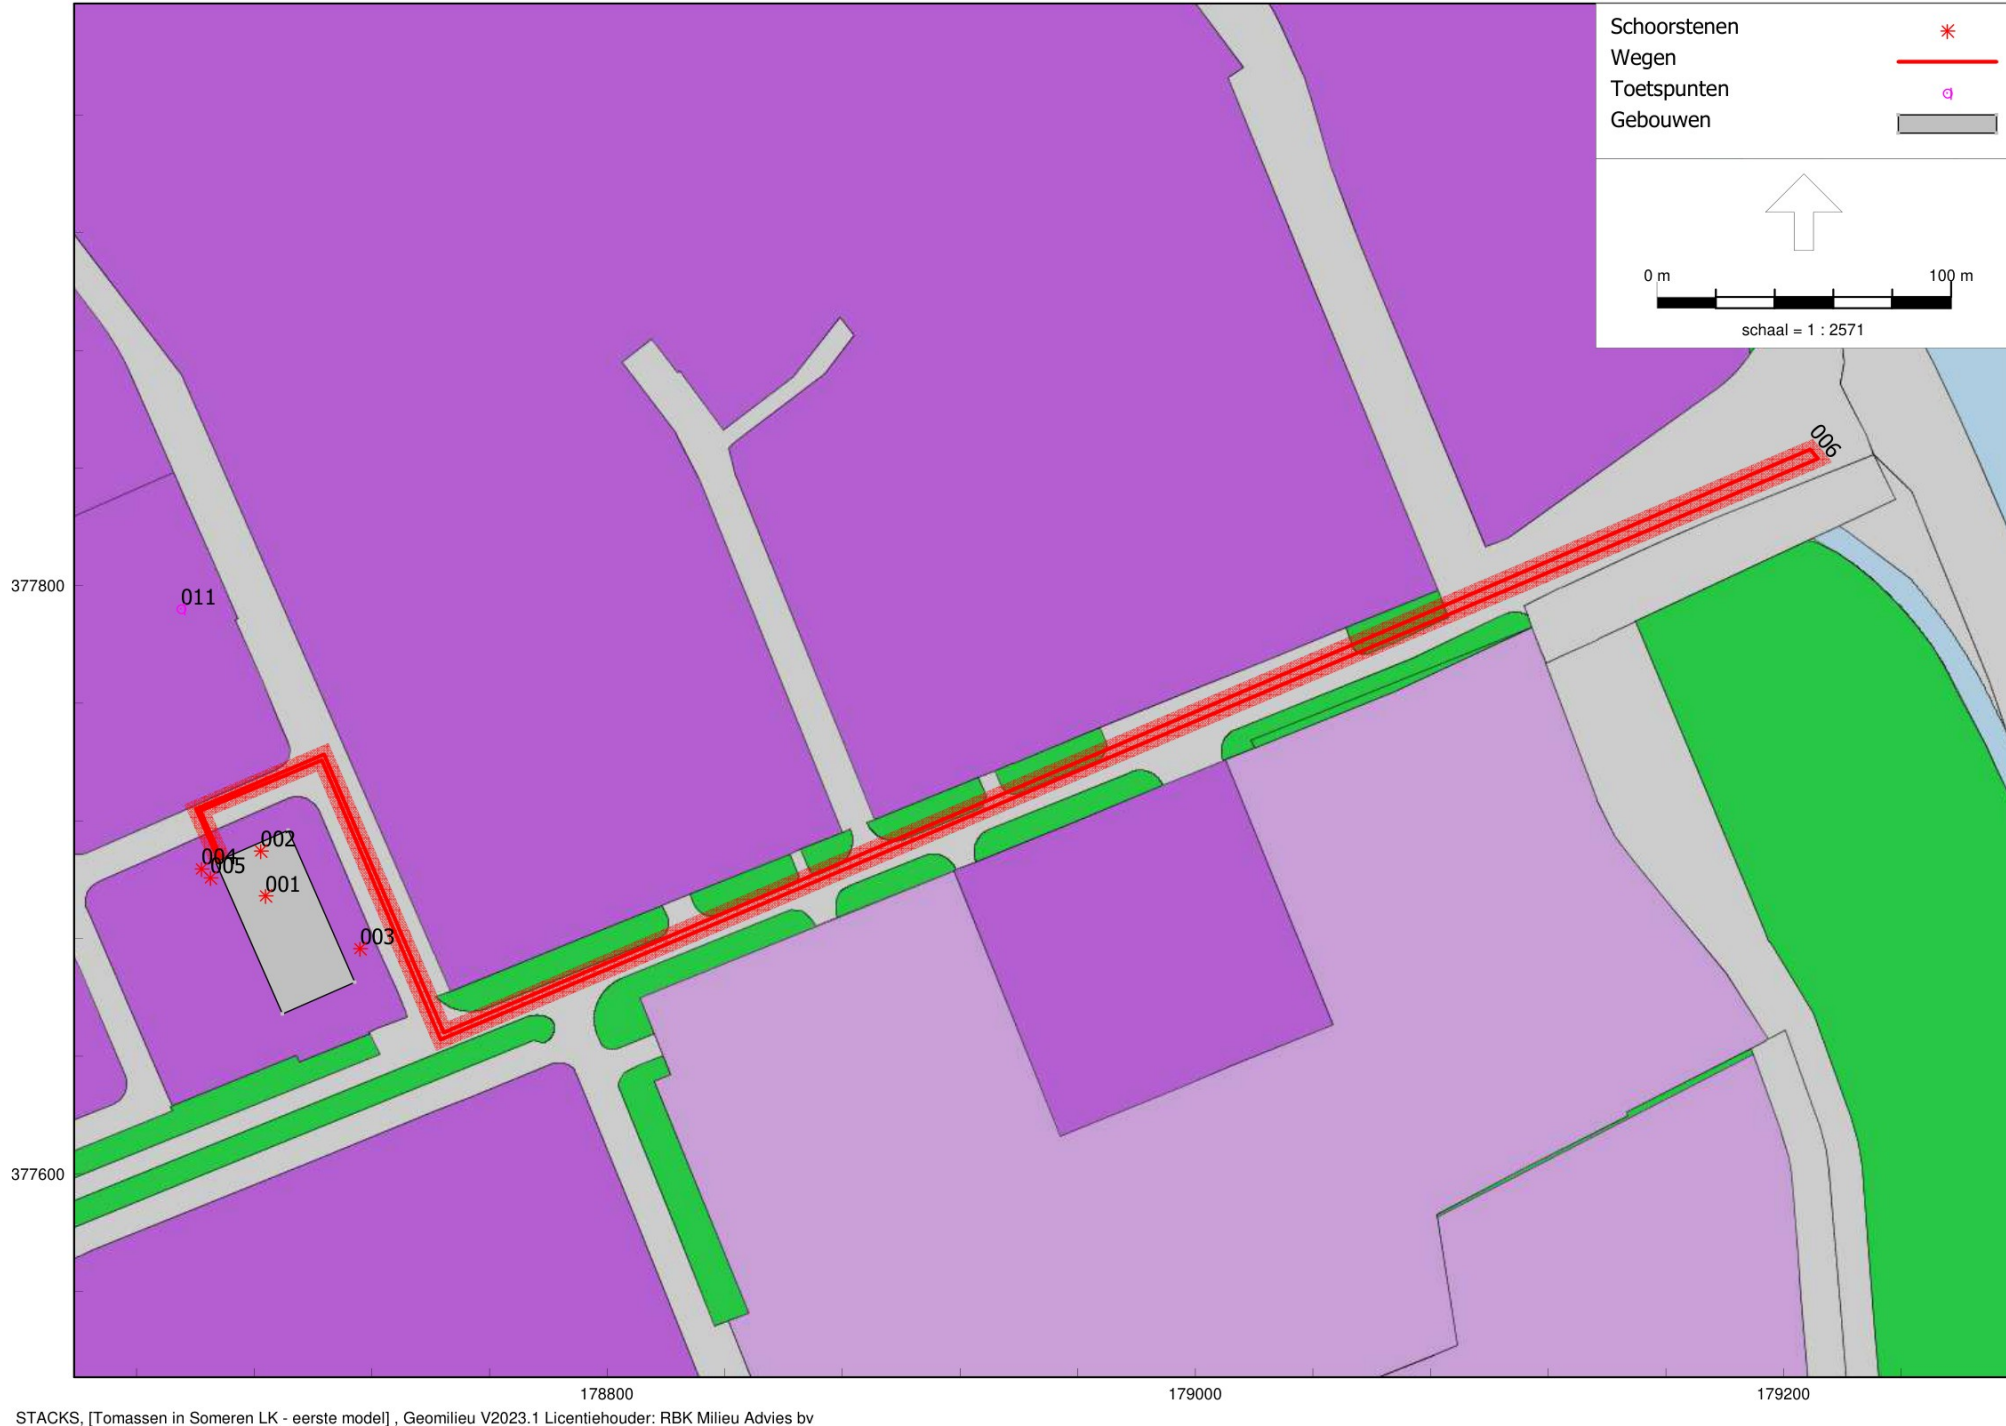 Schoorstenen
Wegen
Toetspunten
Gebouwen
0 m 100 m
schaal = 1 : 2571
006
377800
011
002
004
005
001
003
377600
178800 179000 179200
STACKS, [Tomassen in Someren LK - eerste model] , Geomilieu V2023.1 Licentiehouder: RBK Milieu Advies bv